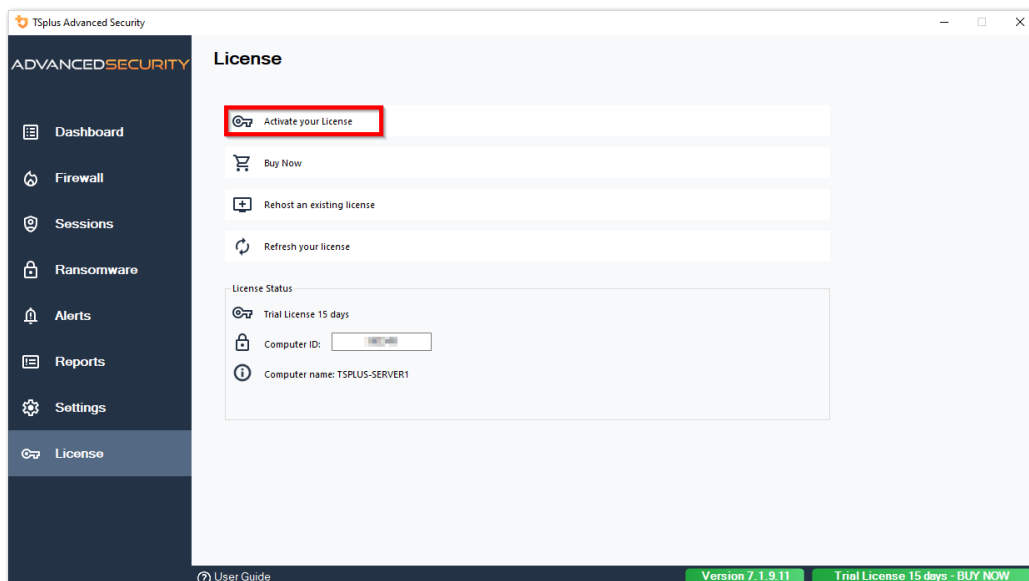 TSplus Advanced Security
ADVANCEDSECURITY
Dashboard
Firewall
Sessions
Ransomware
Alerts
Reports
Settings
License
License
Activate your License
Buy Now
Rehost an existing license
Refresh your license
License Status
Trial License 15 days
Computer ID:
Computer name: TSPLUS-SERVER1
User Guide
Version 7.1.9.11
Trial License 15 days - BUY NOW